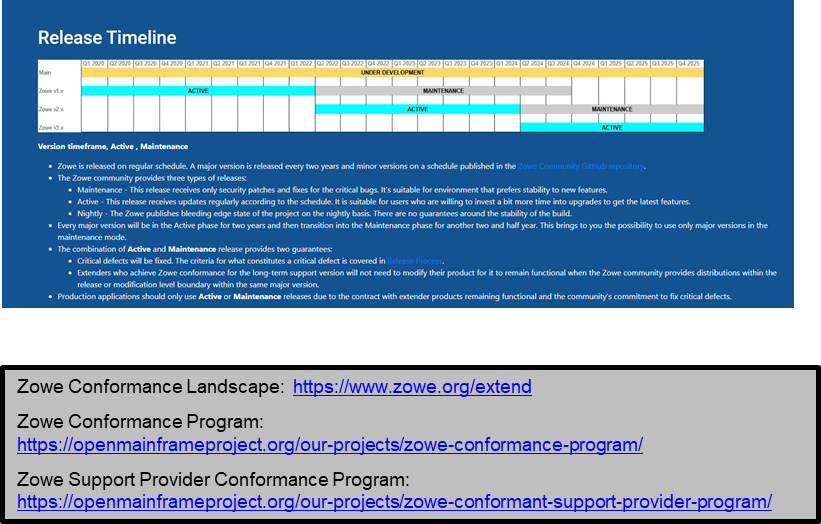 Release Timeline
Q1 2020 Q2 2020 Q3 2020 Q4 2020 Q1 2021 Q2 2021 Q3 2021 Q4 2021 Q1 2022 Q2 2022 Q3 2022 Q4 2022 Q1 2023 Q2 2023 Q3 2023 Q4 2023 Q1 2024 Q2 2024 Q3 2024 Q4 2024 Q1 2025 Q2 2025 Q3 2025 Q4 2025
Main UNDER DEVELOPMENT
Zowe v1.x ACTIVE MAINTENANCE
Zowe v2.x ACTIVE MAINTENANCE
Zowe v3.x ACTIVE
Version timeframe, Active , Maintenance
• Zowe is released on regular schedule. A major version is released every two years and minor versions on a schedule published in the Zowe Community GitHub repository.
• The Zowe community provides three types of releases:
• Maintenance - This release receives only security patches and fixes for the critical bugs. It's suitable for environment that prefers stability to new features.
• Active - This release receives updates regularly according to the schedule. It is suitable for users who are willing to invest a bit more time into upgrades to get the latest features.
• Nightly - The Zowe publishes bleeding edge state of the project on the nightly basis. There are no guarantees around the stability of the build.
• Every major version will be in the Active phase for two years and then transition into the Maintenance phase for another two and half year. This brings to you the possibility to use only major versions in the
maintenance mode.
• The combination of Active and Maintenance release provides two guarantees:
• Critical defects will be fixed. The criteria for what constitutes a critical defect is covered in Release Process.
• Extenders who achieve Zowe conformance for the long-term support version will not need to modify their product for it to remain functional when the Zowe community provides distributions within the
release or modification level boundary within the same major version.
• Production applications should only use Active or Maintenance releases due to the contract with extender products remaining functional and the community's commitment to fix critical defects.
Zowe Conformance Landscape: https://www.zowe.org/extend
Zowe Conformance Program:
https://openmainframeproject.org/our-projects/zowe-conformance-program/
Zowe Support Provider Conformance Program:
https://openmainframeproject.org/our-projects/zowe-conformant-support-provider-program/